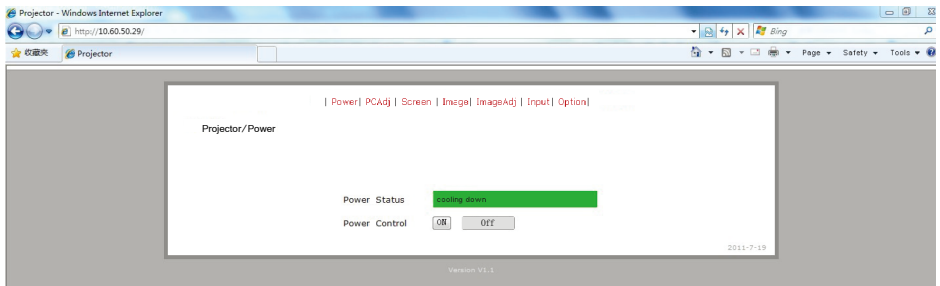 Projector - Windows Internet Explorer
http://10.60.50.29/
Bing
收藏夹
Projector
Page
Safety
Tools
| Power| PCAdj | Screen | Image| ImageAdj | Input| Option|
Projector/Power
Power Status
cooling down
Power Control
ON
Off
2011-7-19
Version V1.1